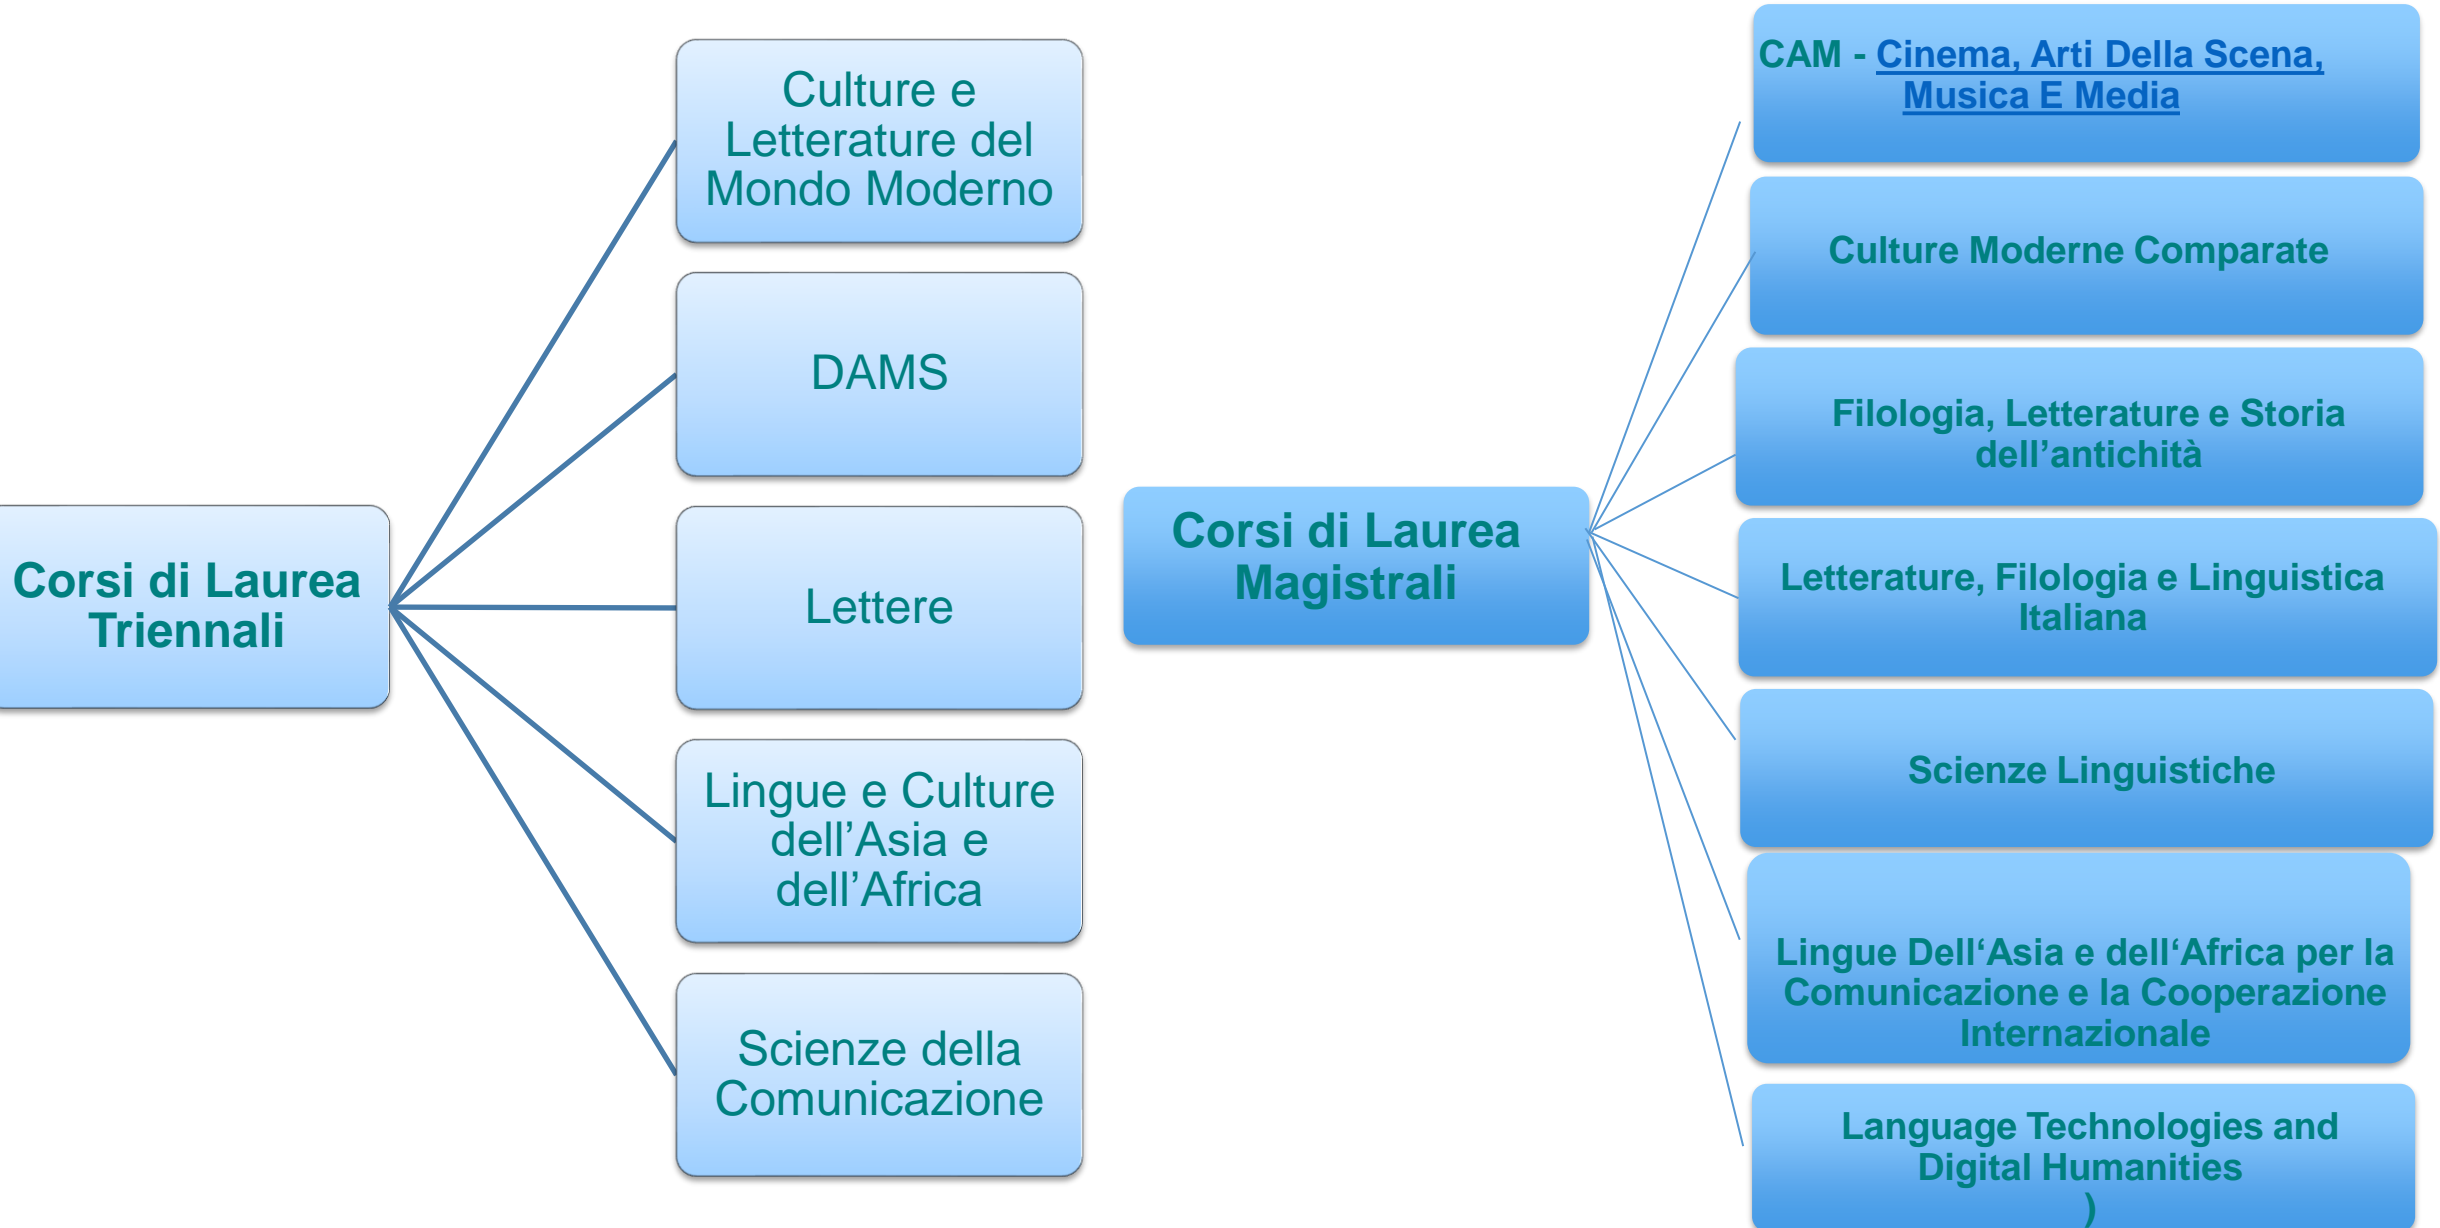 Corsi di Laurea
Triennali
Culture e
Letterature del
Mondo Moderno
DAMS
Lettere
Lingue e Culture
dell’Asia e
dell’Africa
Scienze della
Comunicazione
Corsi di Laurea
Magistrali
CAM - Cinema, Arti Della Scena,
Musica E Media
Culture Moderne Comparate
Filologia, Letterature e Storia
dell’antichità
Letterature, Filologia e Linguistica
Italiana
Scienze Linguistiche
Lingue Dell‘Asia e dell‘Africa per la
Comunicazione e la Cooperazione
Internazionale
Language Technologies and
Digital Humanities
)